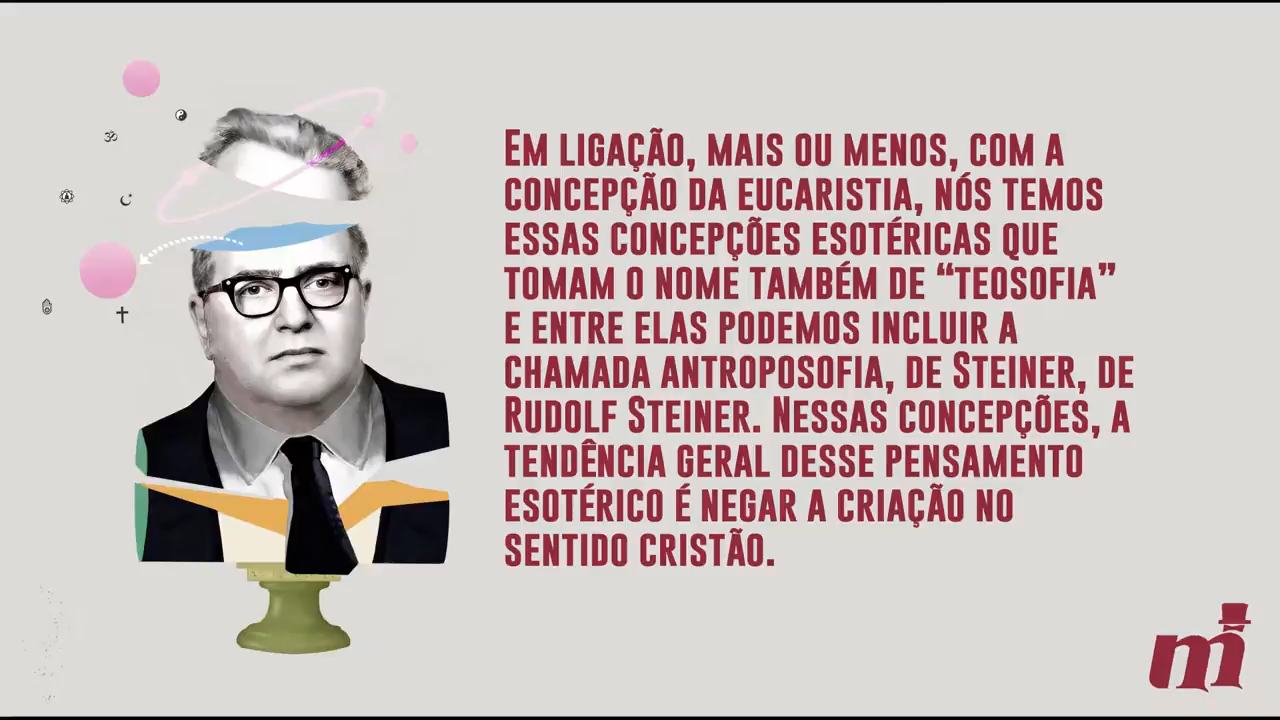 Em ligação, mais ou menos, com a
concepção da eucaristia, nós temos
essas concepções esotéricas que
tomam o nome também de “teosofia”
e entre elas podemos incluir a
chamada antroposofia, de Steiner, de
Rudolf Steiner. Nessas concepções, a
tendência geral desse pensamento
esotérico é negar a criação no
sentido cristão.
m